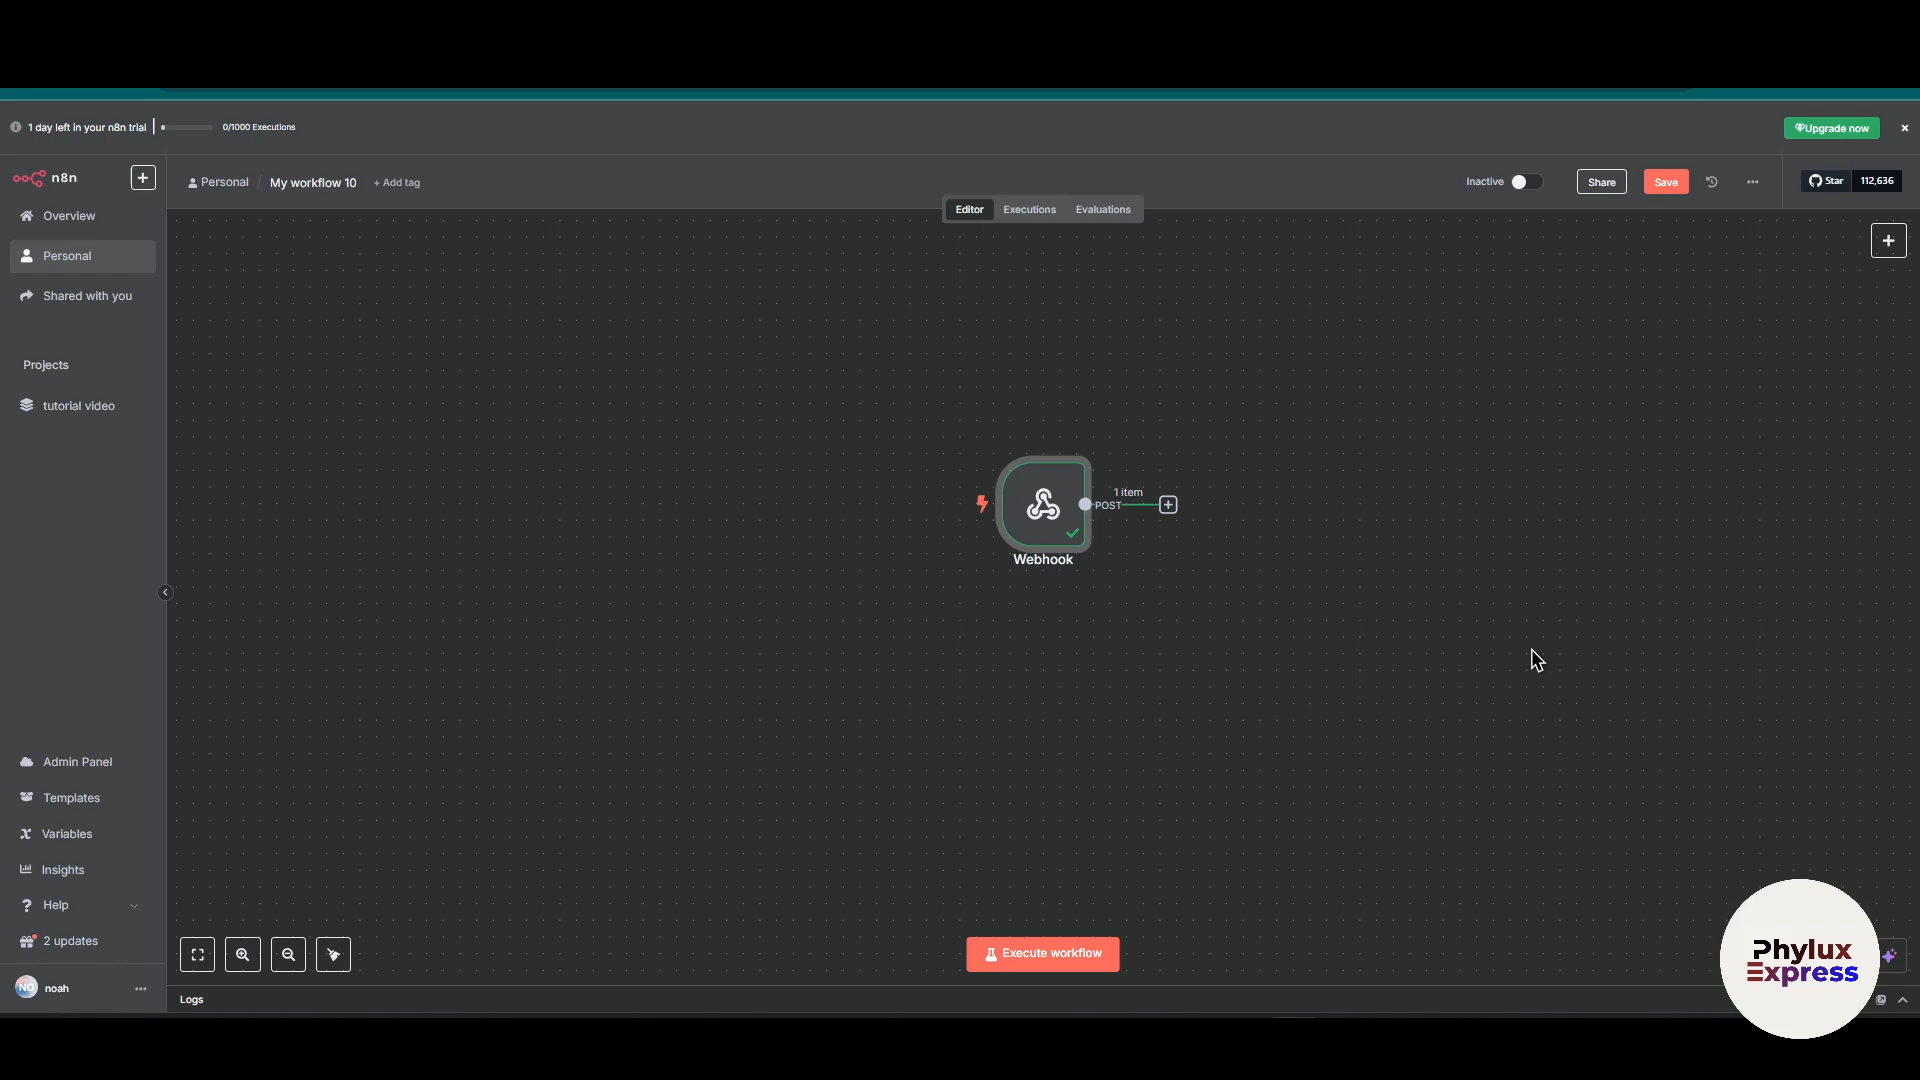 1 day left in your n8n trial
0/1000 Executions
Upgrade now
n8n
Personal / My workflow 10 + Add tag
Inactive
Share
Save
Star 112,636
Editor Executions Evaluations
Overview
Personal
Shared with you
Projects
tutorial video
1 item
POST
Webhook
Admin Panel
Templates
Variables
Insights
Help
2 updates
Execute workflow
NO noah
Logs
Phylux
Express